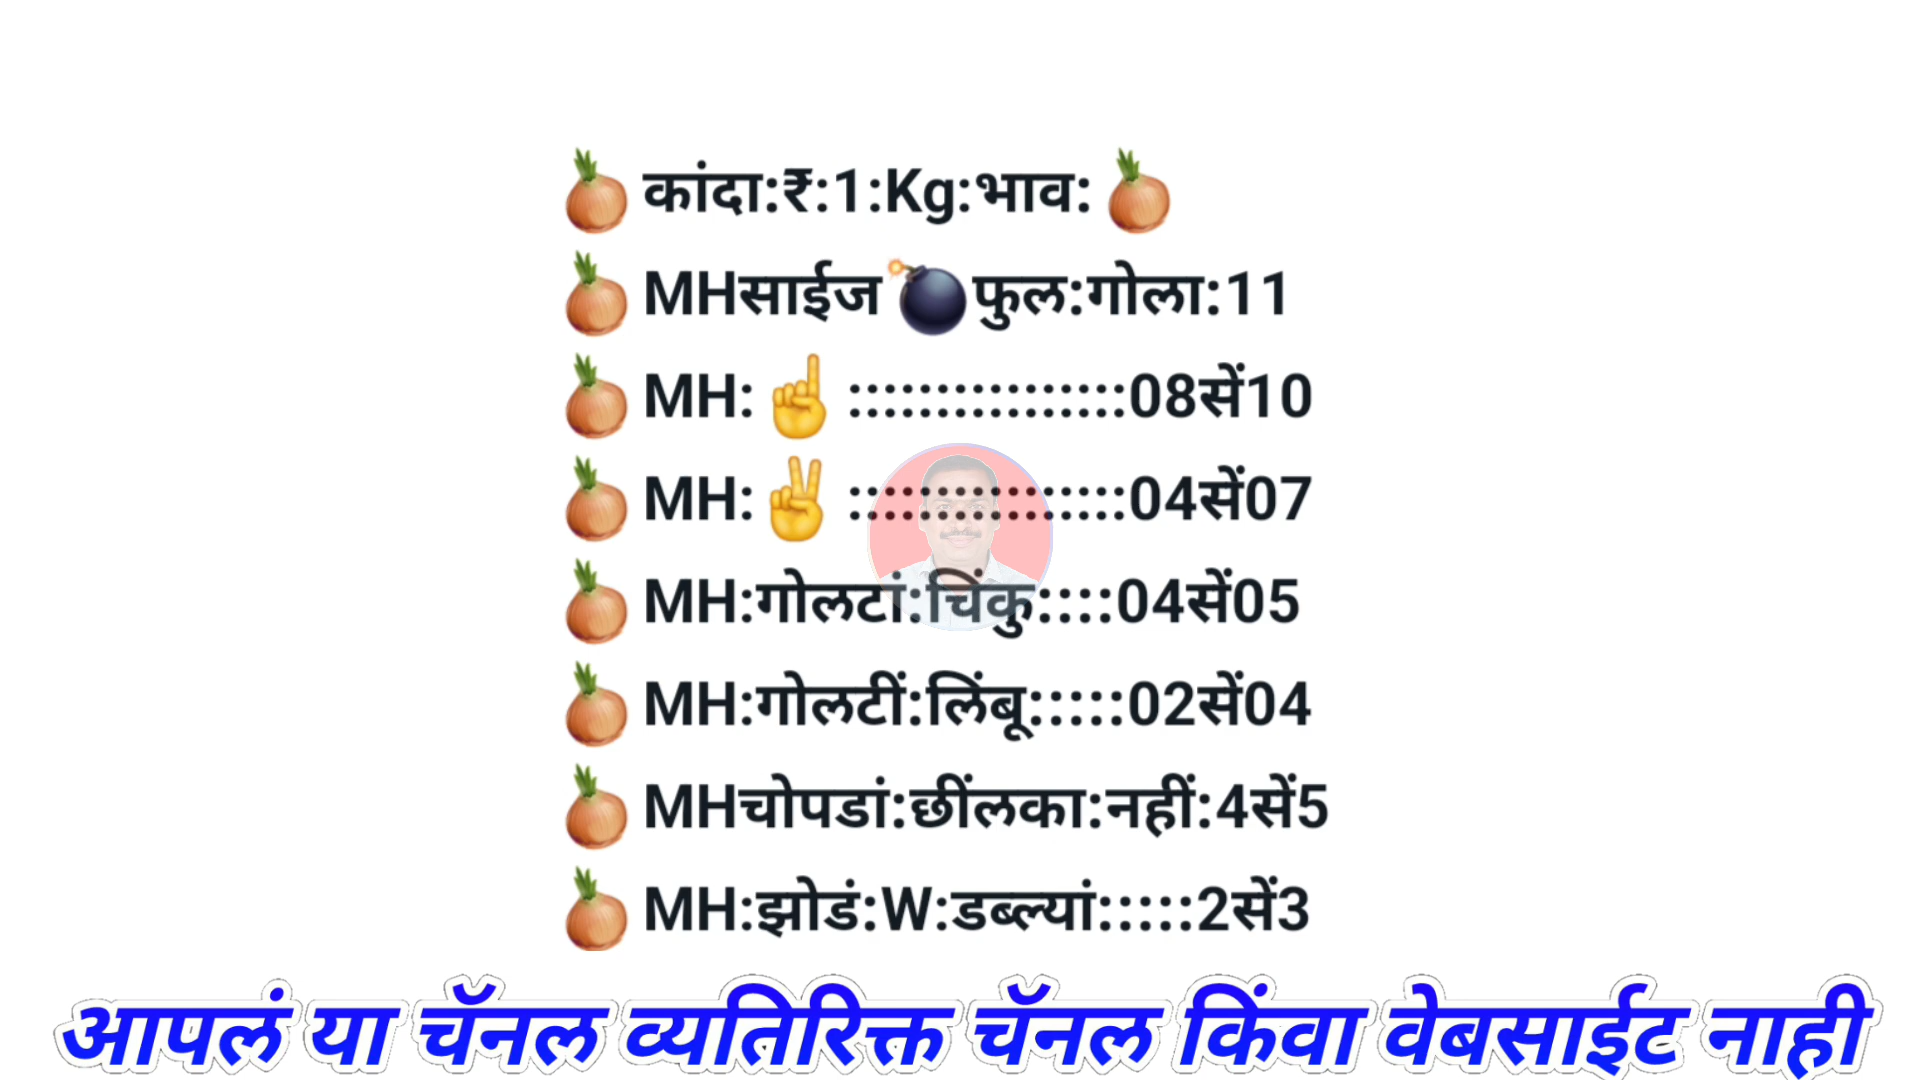 🧅कांदा:₹:1:Kg:भाव:🧅
🧅MHसाईज💣फुल:गोला:11
🧅MH:☝️::::::::::::::::08सें10
🧅MH:✌️::::::::::::::::04सें07
🧅MH:गोलटां:चिंकु::::04सें05
🧅MH:गोलटीं:लिंबू:::::02सें04
🧅MHचोपडां:छींलका:नहीं:4सें5
🧅MH:झोडं:W:डब्ल्यां:::::2सें3
आपलं या चॅनल व्यतिरिक्त चॅनल किंवा वेबसाईट नाही